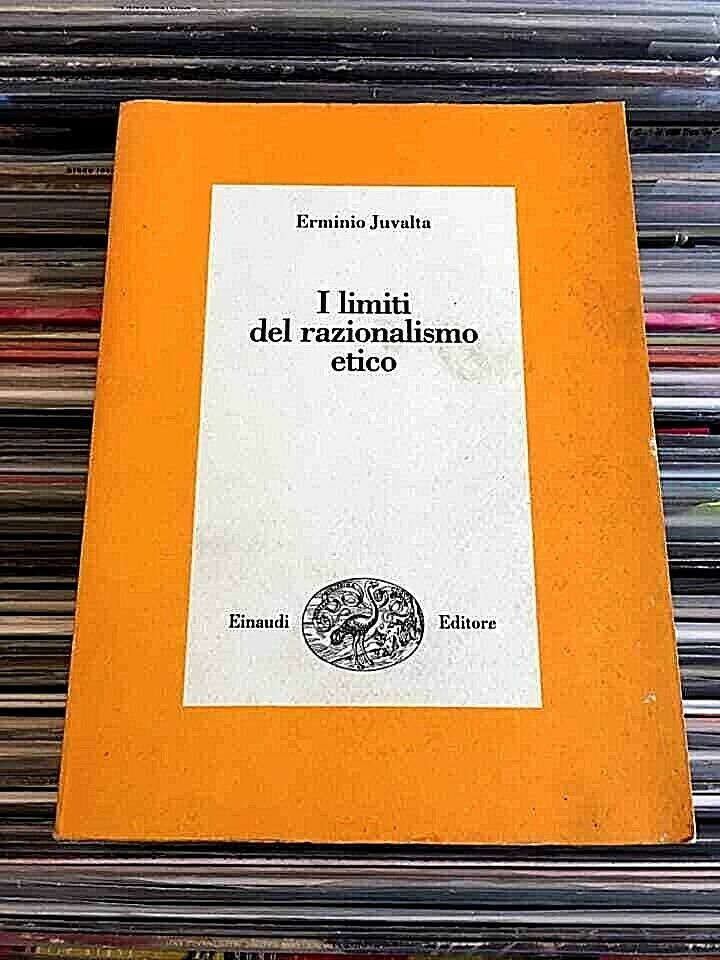 Erminio Juvalta
I limiti
del razionalismo
etico
Einaudi Editore